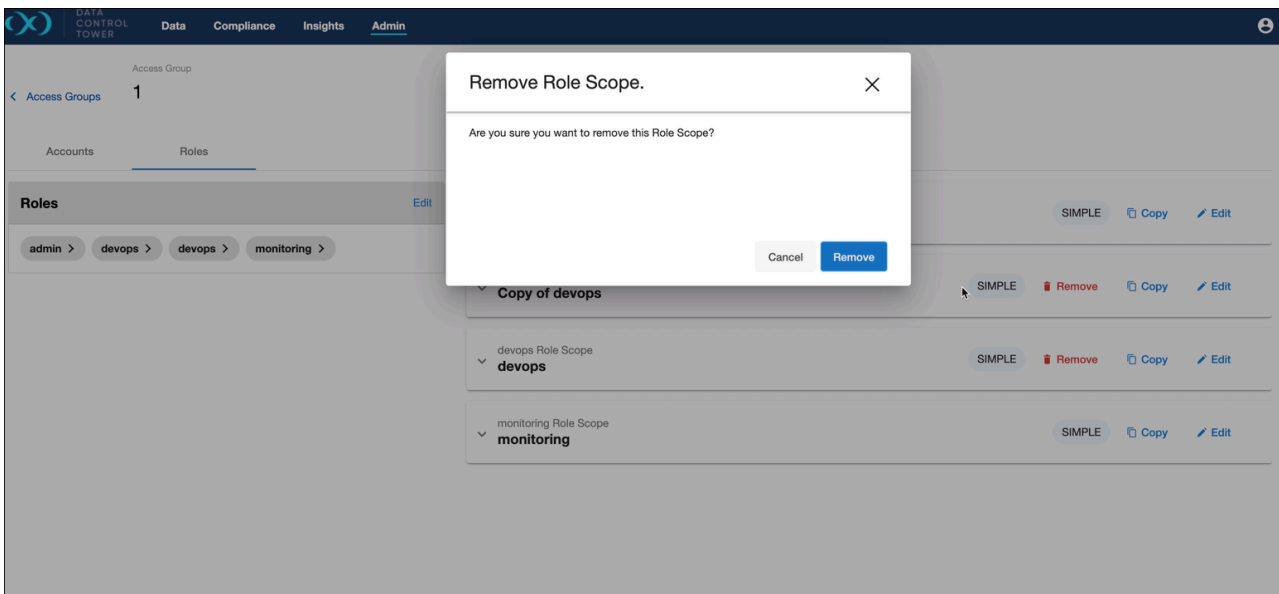 DATA
CONTROL
TOWER
Data Compliance Insights Admin
Access Group
Access Groups
1
Accounts Roles
Roles Edit
admin devops devops monitoring
Remove Role Scope.
Are you sure you want to remove this Role Scope?
Cancel Remove
SIMPLE Copy Edit
Copy of devops
SIMPLE Remove Copy Edit
devops Role Scope
devops
SIMPLE Remove Copy Edit
monitoring Role Scope
monitoring
SIMPLE Copy Edit